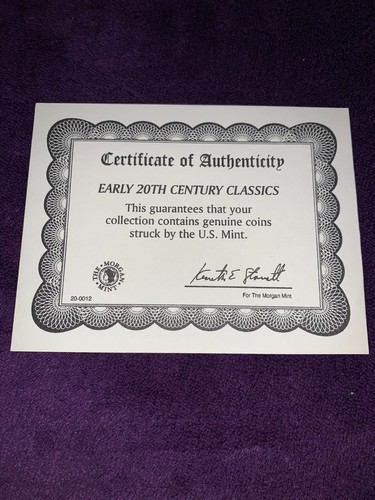 Certificate of Authenticity
EARLY 20TH CENTURY CLASSICS
This guarantees that your
collection contains genuine coins
struck by the U.S. Mint.
THE MORGAN MINT
For The Morgan Mint
20-0012